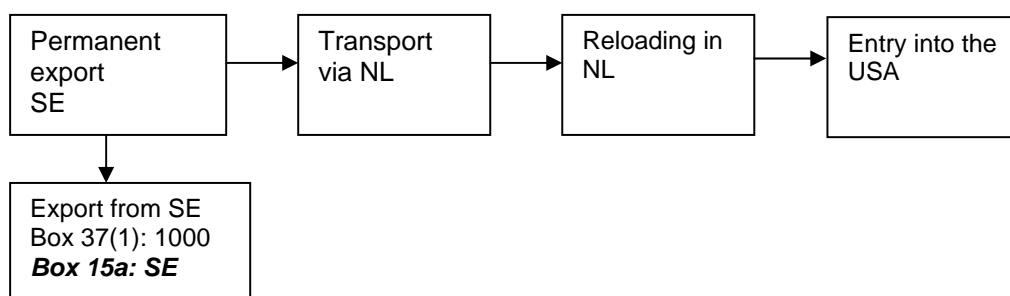 Permanent
export
SE
Transport
via NL
Reloading in
NL
Entry into the
USA
Export from SE
Box 37(1): 1000
Box 15a: SE